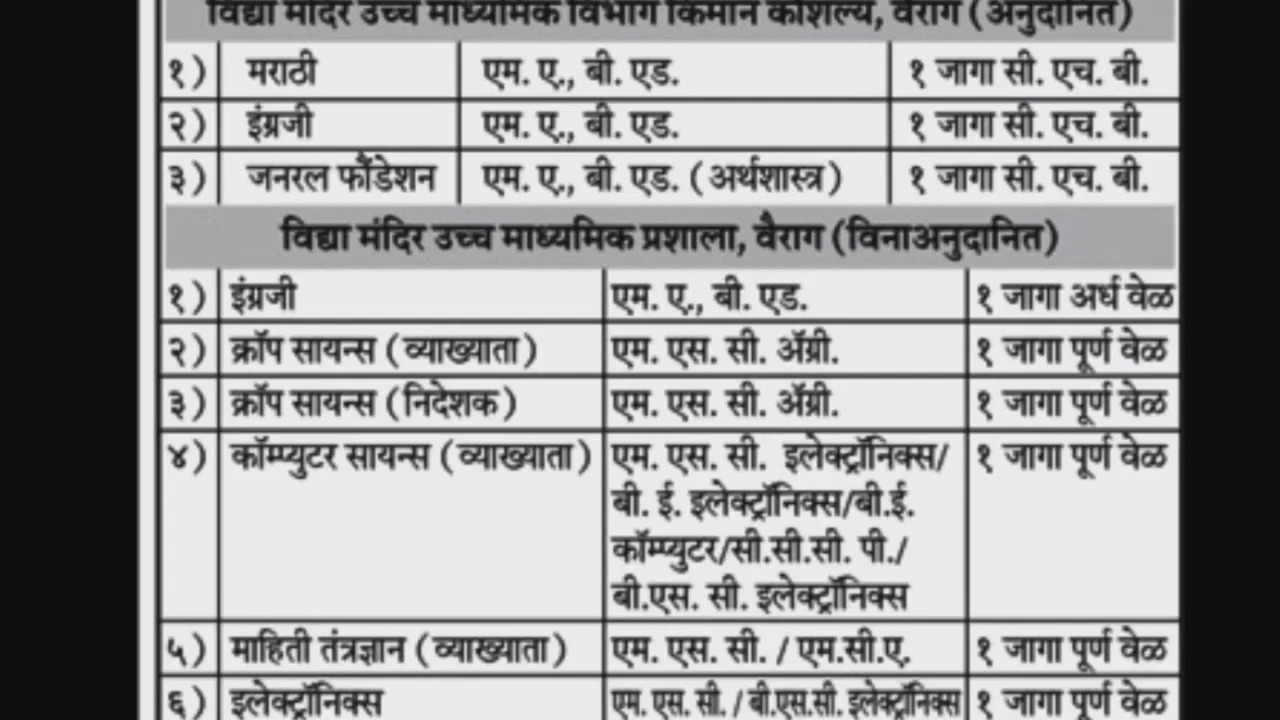 विद्या मंदिर उच्च माध्यमिक विभाग किमान कौशल्य, वैराग (अनुदानित)
१) मराठी एम. ए., बी. एड. १ जागा सी. एच. बी.
२) इंग्रजी एम. ए., बी. एड. १ जागा सी. एच. बी.
३) जनरल फौंडेशन एम. ए., बी. एड. (अर्थशास्त्र) १ जागा सी. एच. बी.
विद्या मंदिर उच्च माध्यमिक प्रशाला, वैराग (विनाअनुदानित)
१) इंग्रजी एम. ए., बी. एड. १ जागा अर्ध वेळ
२) क्रॉप सायन्स (व्याख्याता) एम. एस. सी. ॲग्री. १ जागा पूर्ण वेळ
३) क्रॉप सायन्स (निदेशक) एम. एस. सी. ॲग्री. १ जागा पूर्ण वेळ
४) कॉम्प्युटर सायन्स (व्याख्याता) एम. एस. सी. इलेक्ट्रॉनिक्स/ १ जागा पूर्ण वेळ
बी. ई. इलेक्ट्रॉनिक्स/बी.ई.
कॉम्प्युटर/सी.सी.सी. पी./
बी.एस. सी. इलेक्ट्रॉनिक्स
५) माहिती तंत्रज्ञान (व्याख्याता) एम. एस. सी. / एम.सी.ए. १ जागा पूर्ण वेळ
६) इलेक्ट्रॉनिक्स एम. एस. सी. / बी.एस.सी. इलेक्ट्रॉनिक्स १ जागा पूर्ण वेळ